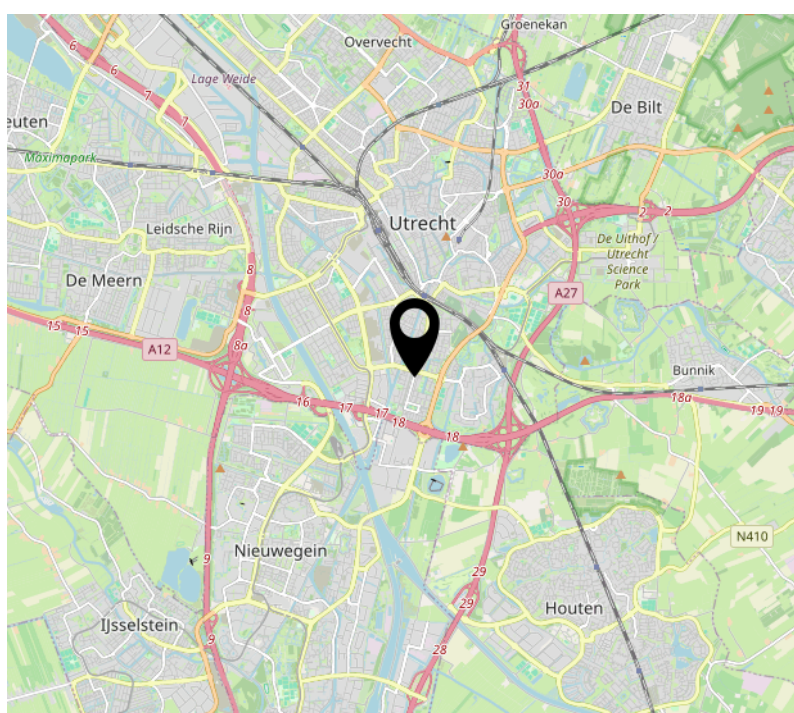 Groenekan
Overvecht
6
6
Lage Weide
7
7
31
30a
De Bilt
euten
Maximapark
30a
30
2
2
Utrecht
Leidsche Rijn
De Uithof /
Utrecht
Science
Park
8
De Meern
A27
8
15
15
A12
8a
Bunnik
16
17
17
18
18
18a
19
19
N410
Nieuwegein
9
29
29
Houten
IJsselstein
9
28